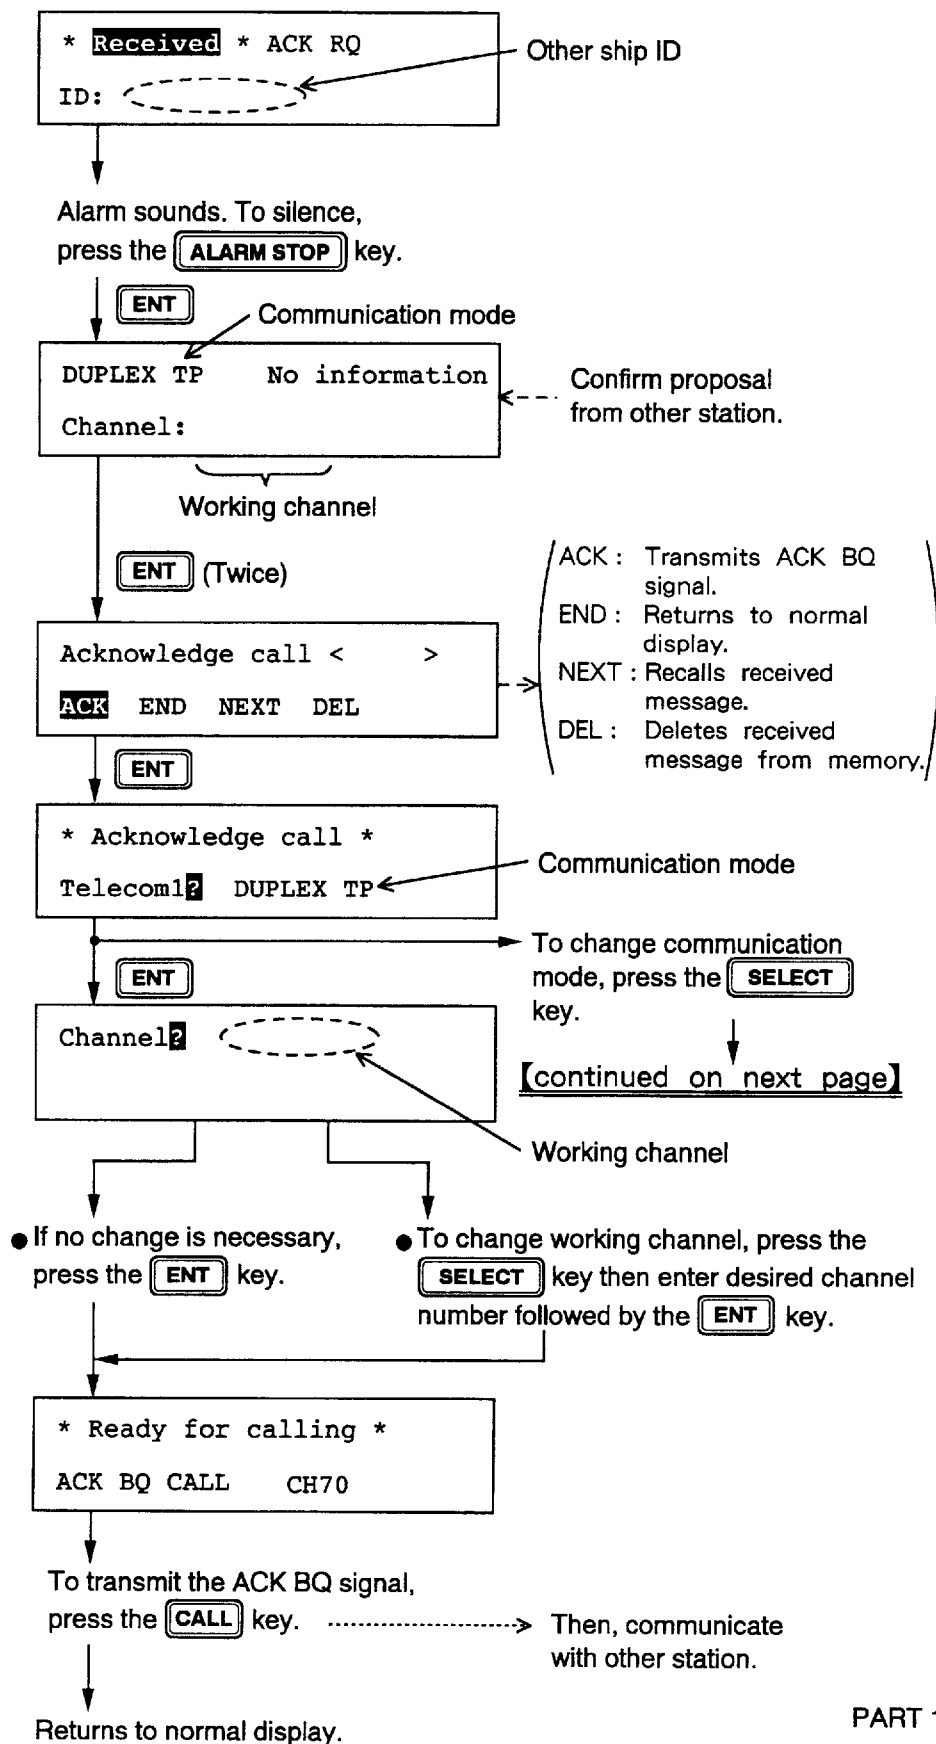 * Received * ACK RQ
Other ship ID
ID:
Alarm sounds. To silence,
press the ALARM STOP key.
ENT
Communication mode
DUPLEX TP No information
Channel:
Confirm proposal
from other station.
Working channel
ENT (Twice)
ACK : Transmits ACK BQ
signal.
END : Returns to normal
display.
NEXT : Recalls received
message.
DEL : Deletes received
message from memory.
Acknowledge call < >
ACK END NEXT DEL
ENT
* Acknowledge call *
Telecom1? DUPLEX TP
Communication mode
To change communication
mode, press the SELECT
key.
【continued on next page】
ENT
Channel?
Working channel
● If no change is necessary,
press the ENT key.
● To change working channel, press the
SELECT key then enter desired channel
number followed by the ENT key.
* Ready for calling *
ACK BQ CALL CH70
To transmit the ACK BQ signal,
press the CALL key.
Then, communicate
with other station.
Returns to normal display.
PART 1